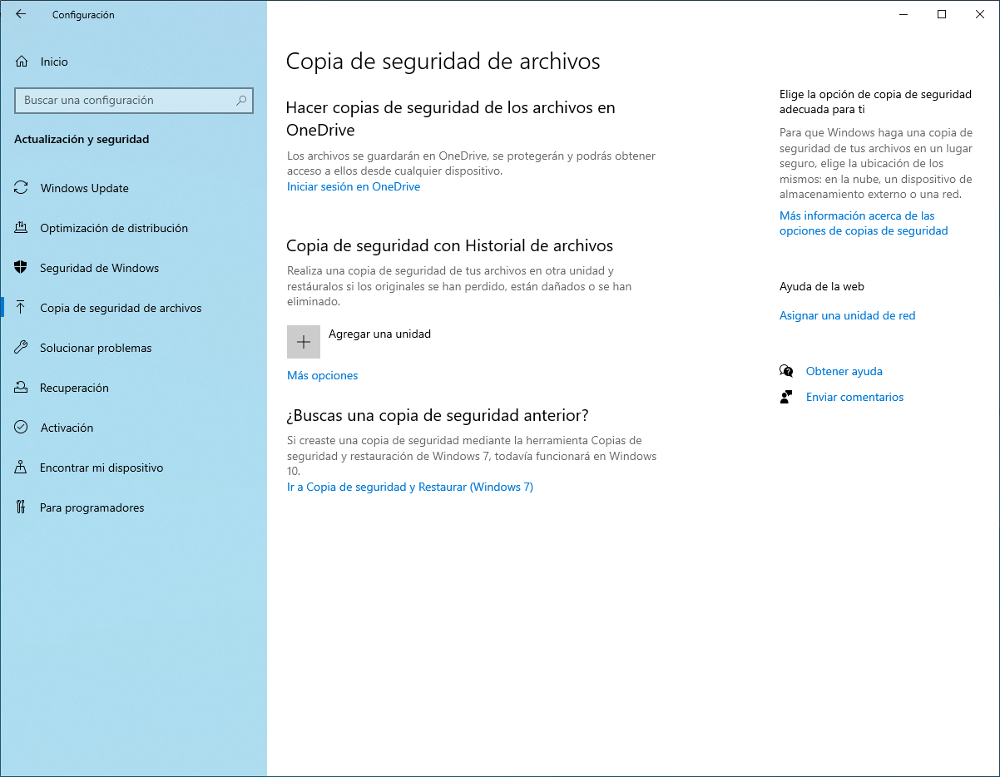 Configuración
Inicio
Buscar una configuración
Actualización y seguridad
Windows Update
Optimización de distribución
Seguridad de Windows
Copia de seguridad de archivos
Solucionar problemas
Recuperación
Activación
Encontrar mi dispositivo
Para programadores
Copia de seguridad de archivos
Hacer copias de seguridad de los archivos en
OneDrive
Los archivos se guardarán en OneDrive, se protegerán y podrás obtener
acceso a ellos desde cualquier dispositivo.
Iniciar sesión en OneDrive
Copia de seguridad con Historial de archivos
Realiza una copia de seguridad de tus archivos en otra unidad y
restáuralos si los originales se han perdido, están dañados o se han
eliminado.
Agregar una unidad
Más opciones
¿Buscas una copia de seguridad anterior?
Si creaste una copia de seguridad mediante la herramienta Copias de
seguridad y restauración de Windows 7, todavía funcionará en Windows
10.
Ir a Copia de seguridad y Restaurar (Windows 7)
Elige la opción de copia de seguridad
adecuada para ti
Para que Windows haga una copia de
seguridad de tus archivos en un lugar
seguro, elige la ubicación de los
mismos: en la nube, un dispositivo de
almacenamiento externo o una red.
Más información acerca de las
opciones de copias de seguridad
Ayuda de la web
Asignar una unidad de red
Obtener ayuda
Enviar comentarios